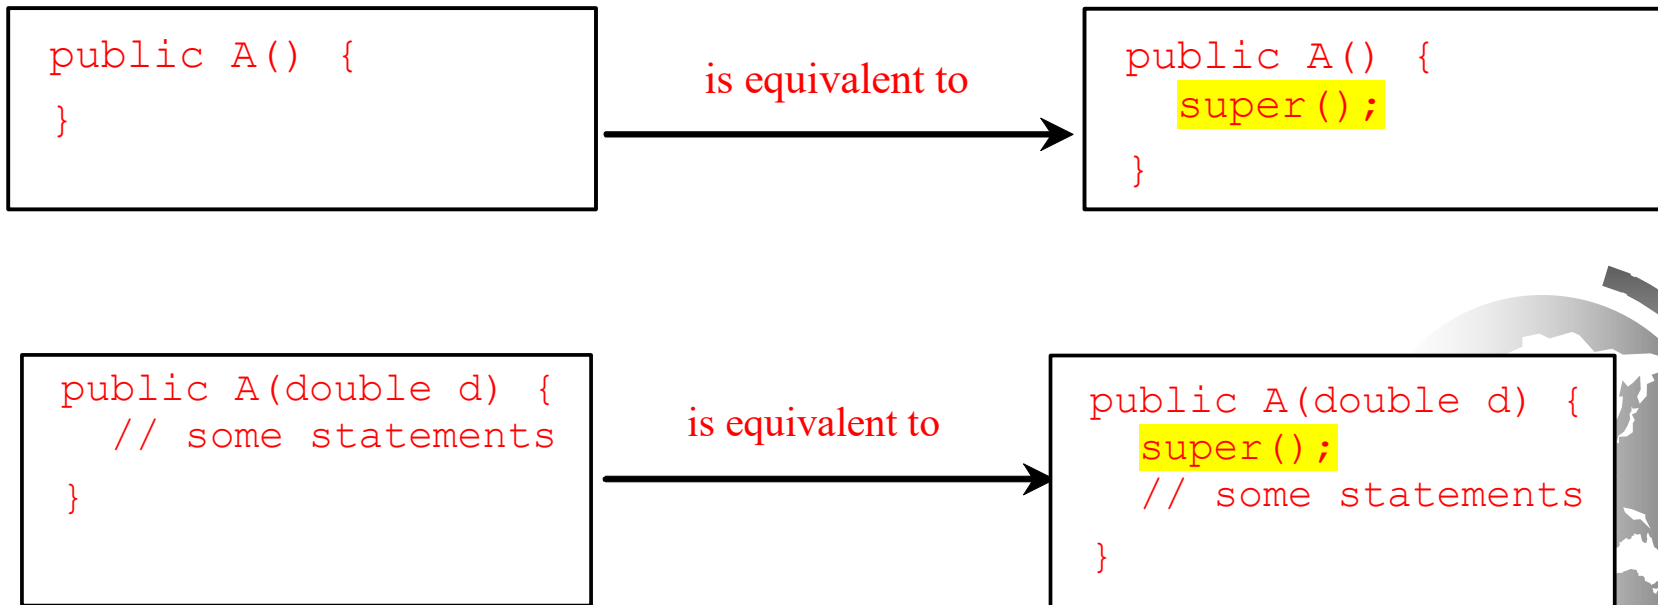 public A() {
}
is equivalent to
public A() {
super();
}
public A(double d) {
// some statements
}
is equivalent to
public A(double d) {
super();
// some statements
}